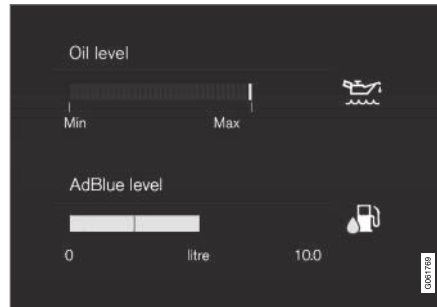 Oil level
Min Max
AdBlue level
0 litre 10.0
G061769